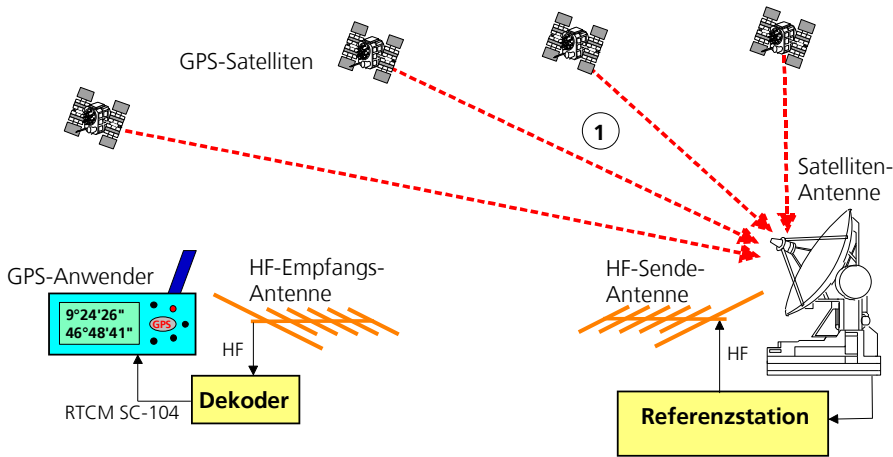 GPS-Satelliten
1
Satelliten-
Antenne
GPS-Anwender
HF-Empfangs-
Antenne
HF-Sende-
Antenne
9°24'26"
46°48'41"
GPS
HF
HF
RTCM SC-104
Dekoder
Referenzstation